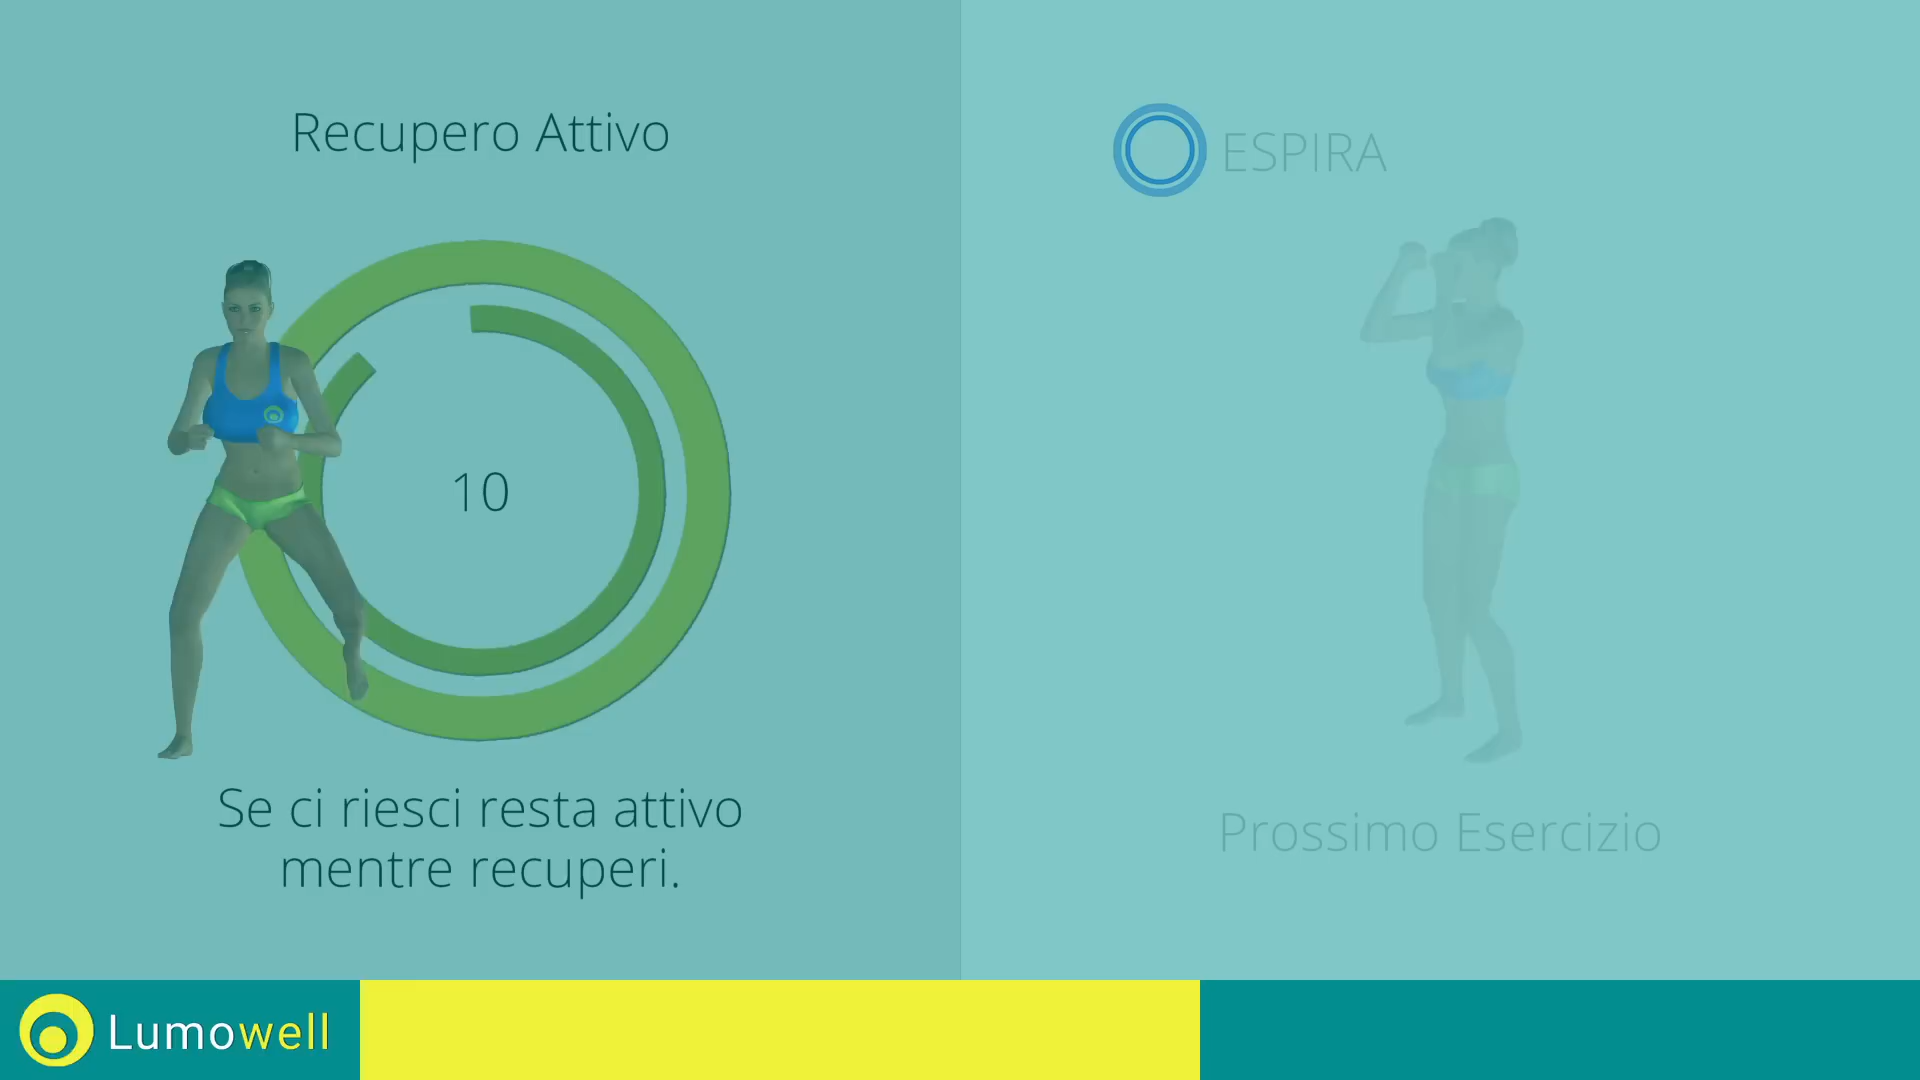 Recupero Attivo
10
Se ci riesci resta attivo
mentre recuperi.
ESPIRA
Prossimo Esercizio
Lumowell